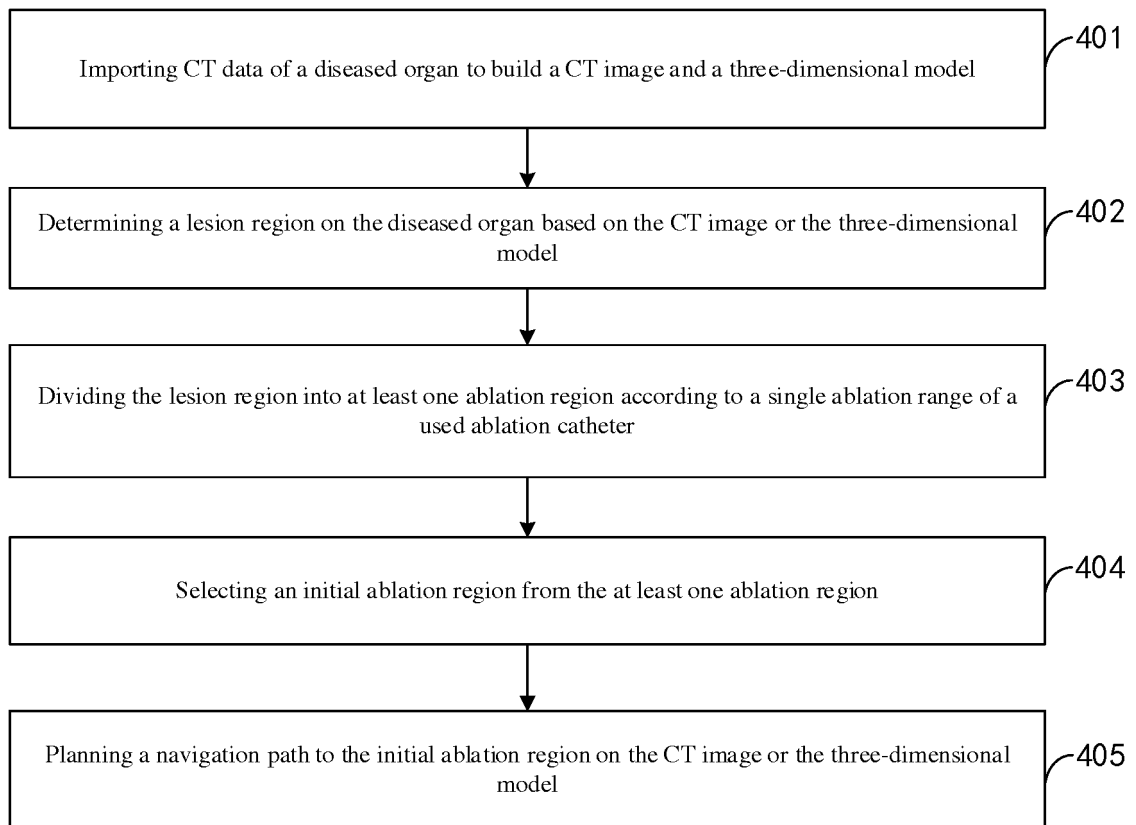 Importing CT data of a diseased organ to build a CT image and a three-dimensional model
401
Determining a lesion region on the diseased organ based on the CT image or the three-dimensional
model
402
Dividing the lesion region into at least one ablation region according to a single ablation range of a
used ablation catheter
403
Selecting an initial ablation region from the at least one ablation region
404
Planning a navigation path to the initial ablation region on the CT image or the three-dimensional
model
405